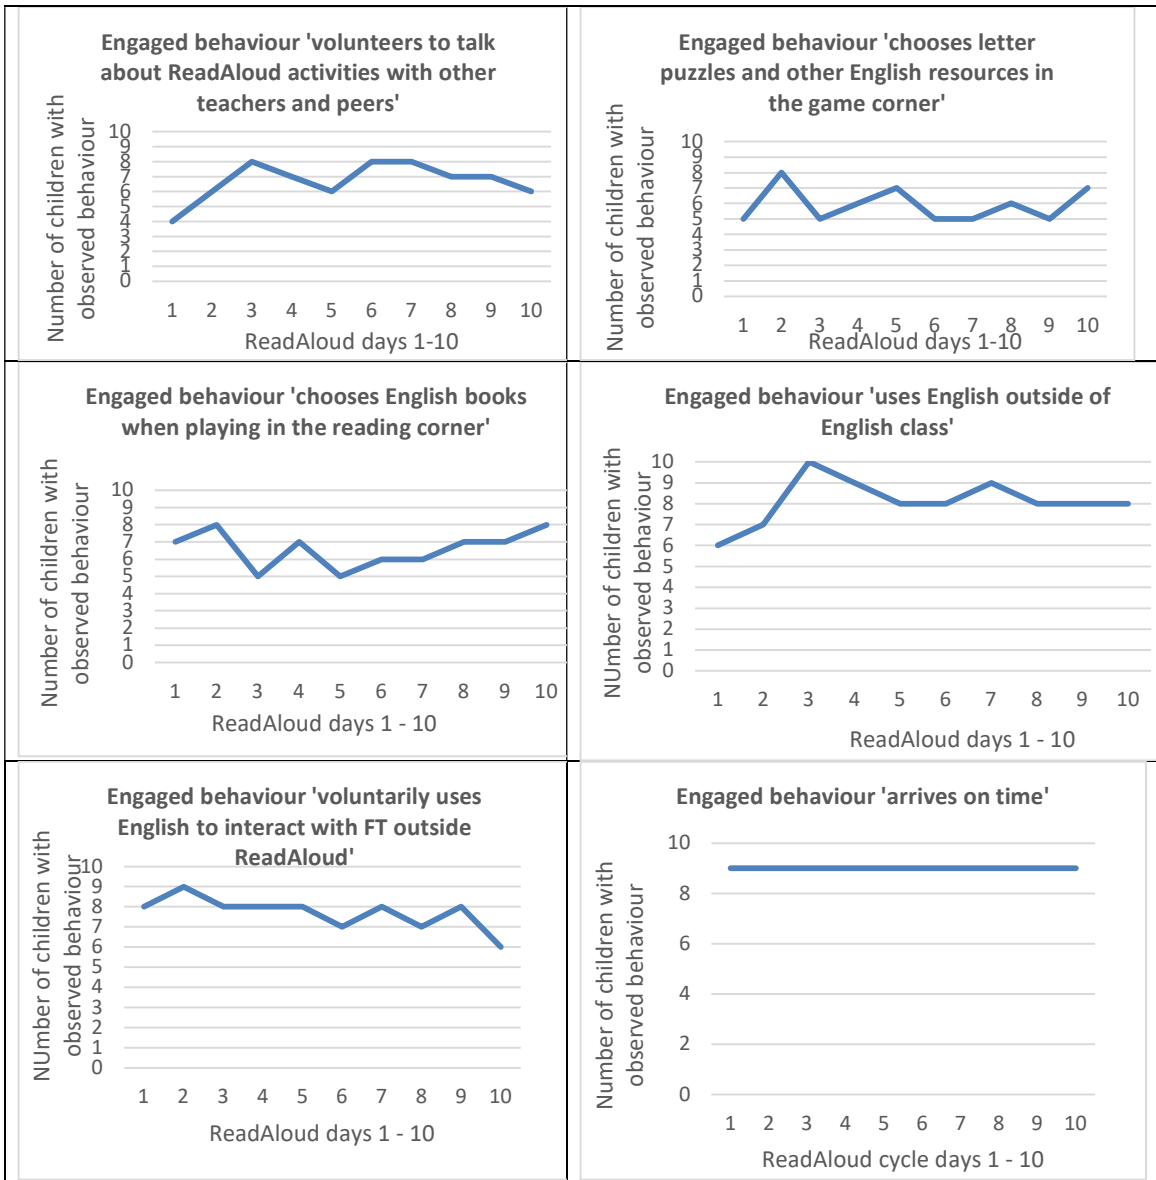 Engaged behaviour 'volunteers to talk
about ReadAloud activities with other
teachers and peers'
Number of children with
observed behaviour
10
9
8
7
6
5
4
3
2
1
0
1 2 3 4 5 6 7 8 9 10
ReadAloud days 1-10
Engaged behaviour 'chooses letter
puzzles and other English resources in
the game corner'
Number of children with
observed behaviour
10
9
8
7
6
5
4
3
2
1
0
1 2 3 4 5 6 7 8 9 10
ReadAloud days 1-10
Engaged behaviour 'chooses English books
when playing in the reading corner'
Number of children with
observed behaviour
10
9
8
7
6
5
4
3
2
1
0
1 2 3 4 5 6 7 8 9 10
ReadAloud days 1 - 10
Engaged behaviour 'uses English outside of
English class'
NUmber of children with
observed behaviour
10
9
8
7
6
5
4
3
2
1
0
1 2 3 4 5 6 7 8 9 10
ReadAloud days 1 - 10
Engaged behaviour 'voluntarily uses
English to interact with FT outside
ReadAloud'
NUmber of children with
observed behaviour
10
9
8
7
6
5
4
3
2
1
0
1 2 3 4 5 6 7 8 9 10
ReadAloud days 1 - 10
Engaged behaviour 'arrives on time'
Number of children with
observed behaviour
10
8
6
4
2
0
1 2 3 4 5 6 7 8 9 10
ReadAloud cycle days 1 - 10